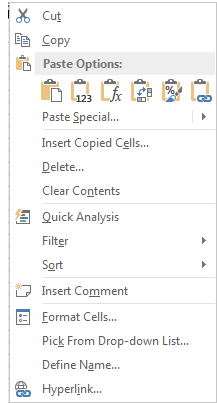 Cut
Copy
Paste Options:
123
fx
%
Paste Special...
Insert Copied Cells...
Delete...
Clear Contents
Quick Analysis
Filter
Sort
Insert Comment
Format Cells...
Pick From Drop-down List...
Define Name...
Hyperlink...